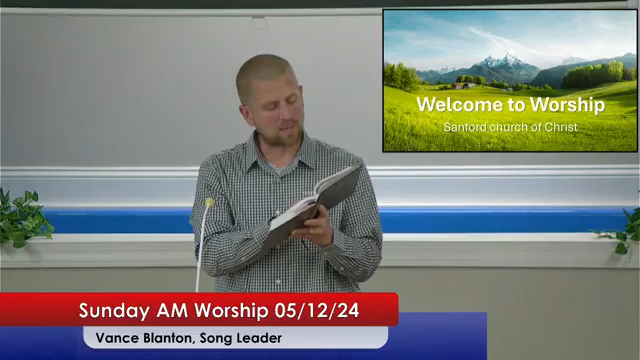 Welcome to Worship
Sanford church of Christ
Sunday AM Worship 05/12/24
Vance Blanton, Song Leader